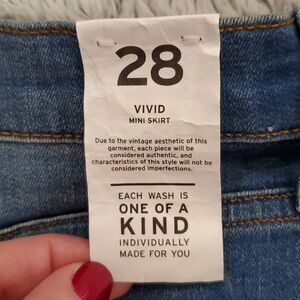 28
VIVID
MINI SKIRT
Due to the vintage aesthetic of this
garment, each piece will be
considered authentic, and
characteristics of this style will not be
considered imperfections.
EACH WASH IS
ONE OF A
KIND
INDIVIDUALLY
MADE FOR YOU